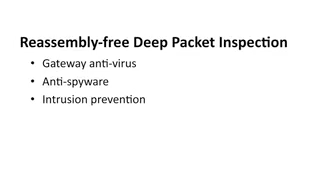 Reassembly-free Deep Packet Inspection
• Gateway anti-virus
• Anti-spyware
• Intrusion prevention